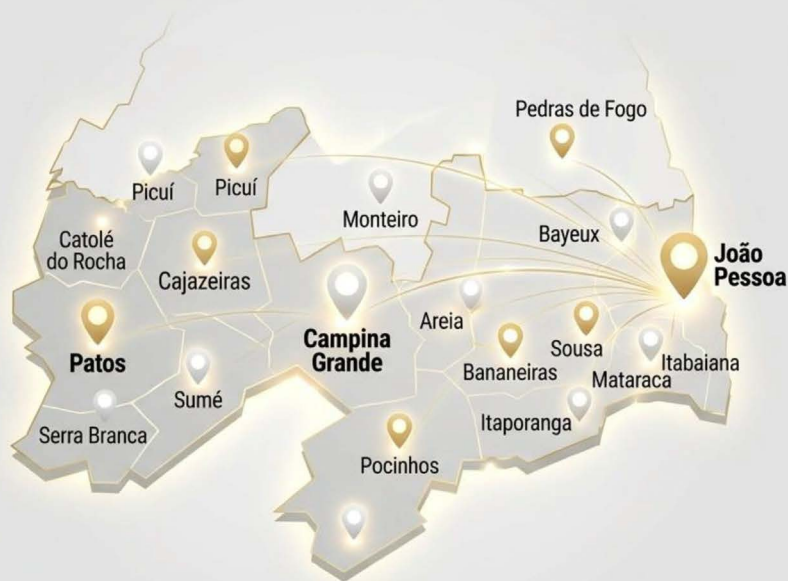 Pedras de Fogo
Picuí
Picuí
Monteiro
Bayeux
Catolé
do Rocha
João
Pessoa
Cajazeiras
Areia
Campina
Grande
Patos
Sousa
Itabaiana
Bananeiras
Mataraca
Sumé
Itaporanga
Serra Branca
Pocinhos